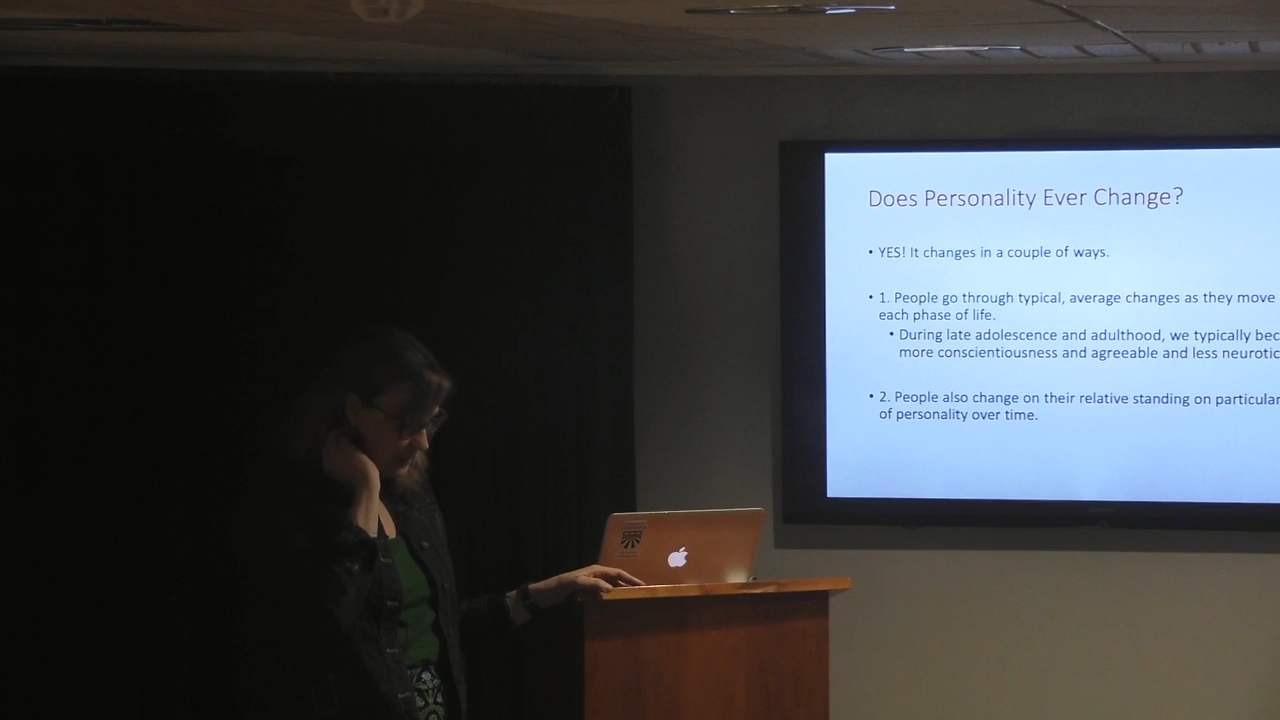 Does Personality Ever Change?
• YES! It changes in a couple of ways.
• 1. People go through typical, average changes as they move
each phase of life.
• During late adolescence and adulthood, we typically bec
more conscientiousness and agreeable and less neurotic
• 2. People also change on their relative standing on particular
of personality over time.